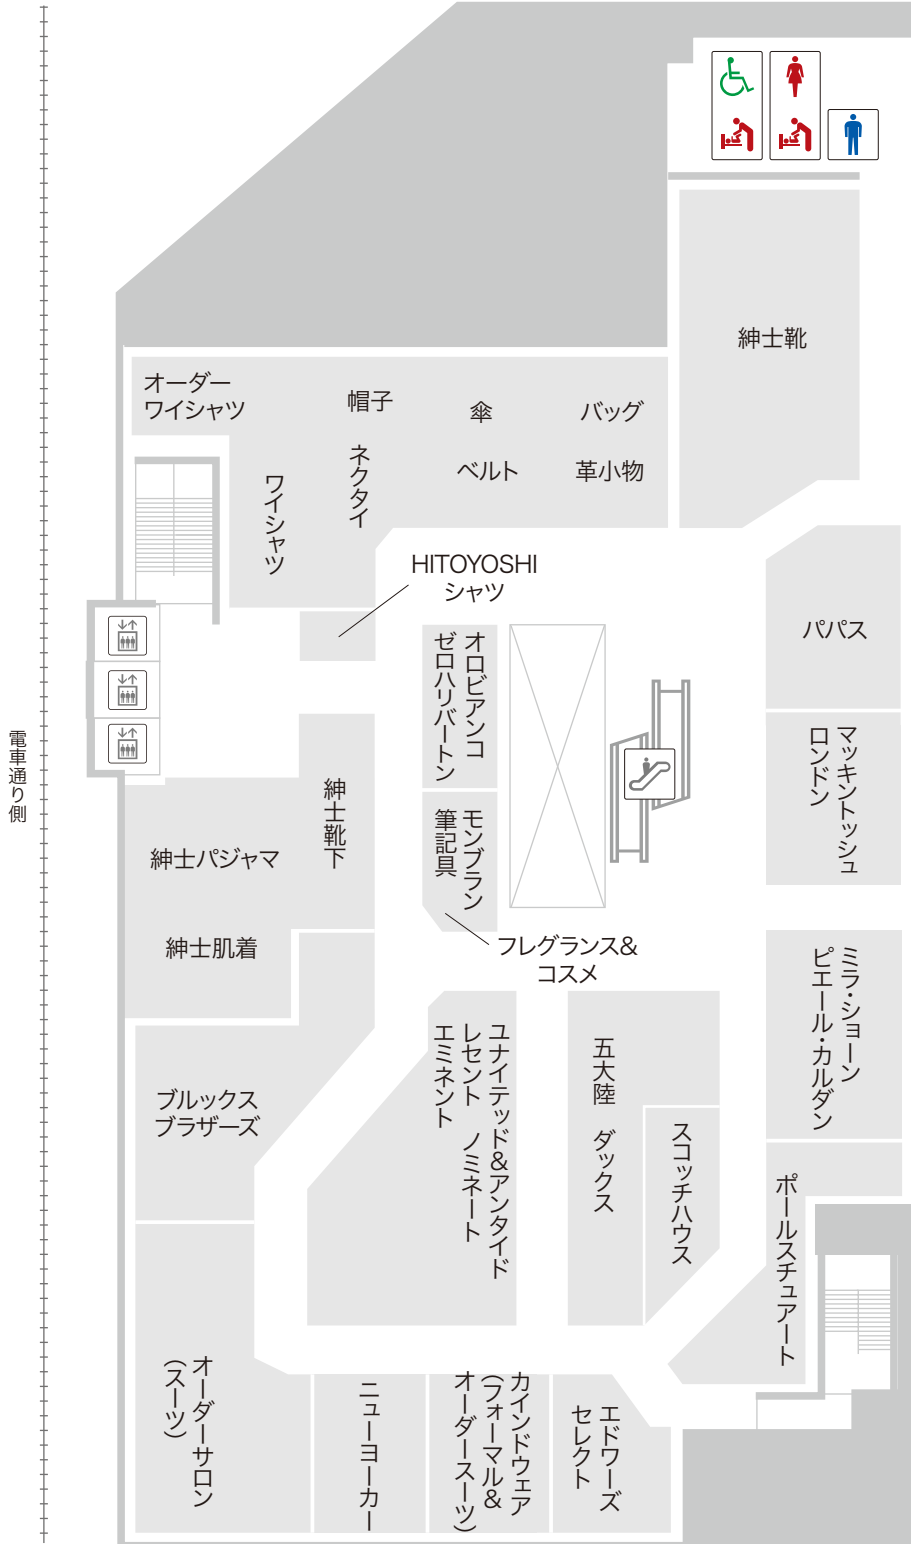 紳士靴
オーダー
ワイシャツ
帽子
傘
バッグ
ネクタイ
ベルト
革小物
ワイシャツ
HITOYOSHI
シャツ
パパス
オロビアンコ
ゼロハリバートン
マッキントッシュ
ロンドン
電車通り側
紳士靴下
モンブラン
筆記具
紳士パジャマ
紳士肌着
フレグランス&
コスメ
ミラ・ショーン
ピエール・カルダン
ユナイテッド&アンタイド
レセント　ノミネート
エミネント
五大陸　ダックス
スコッチハウス
ブルックス
ブラザーズ
ポールスチュアート
オーダーサロン
(スーツ)
ニューヨーカー
カインドウェア
(フォーマル&
オーダースーツ)
エドワーズ
セレクト